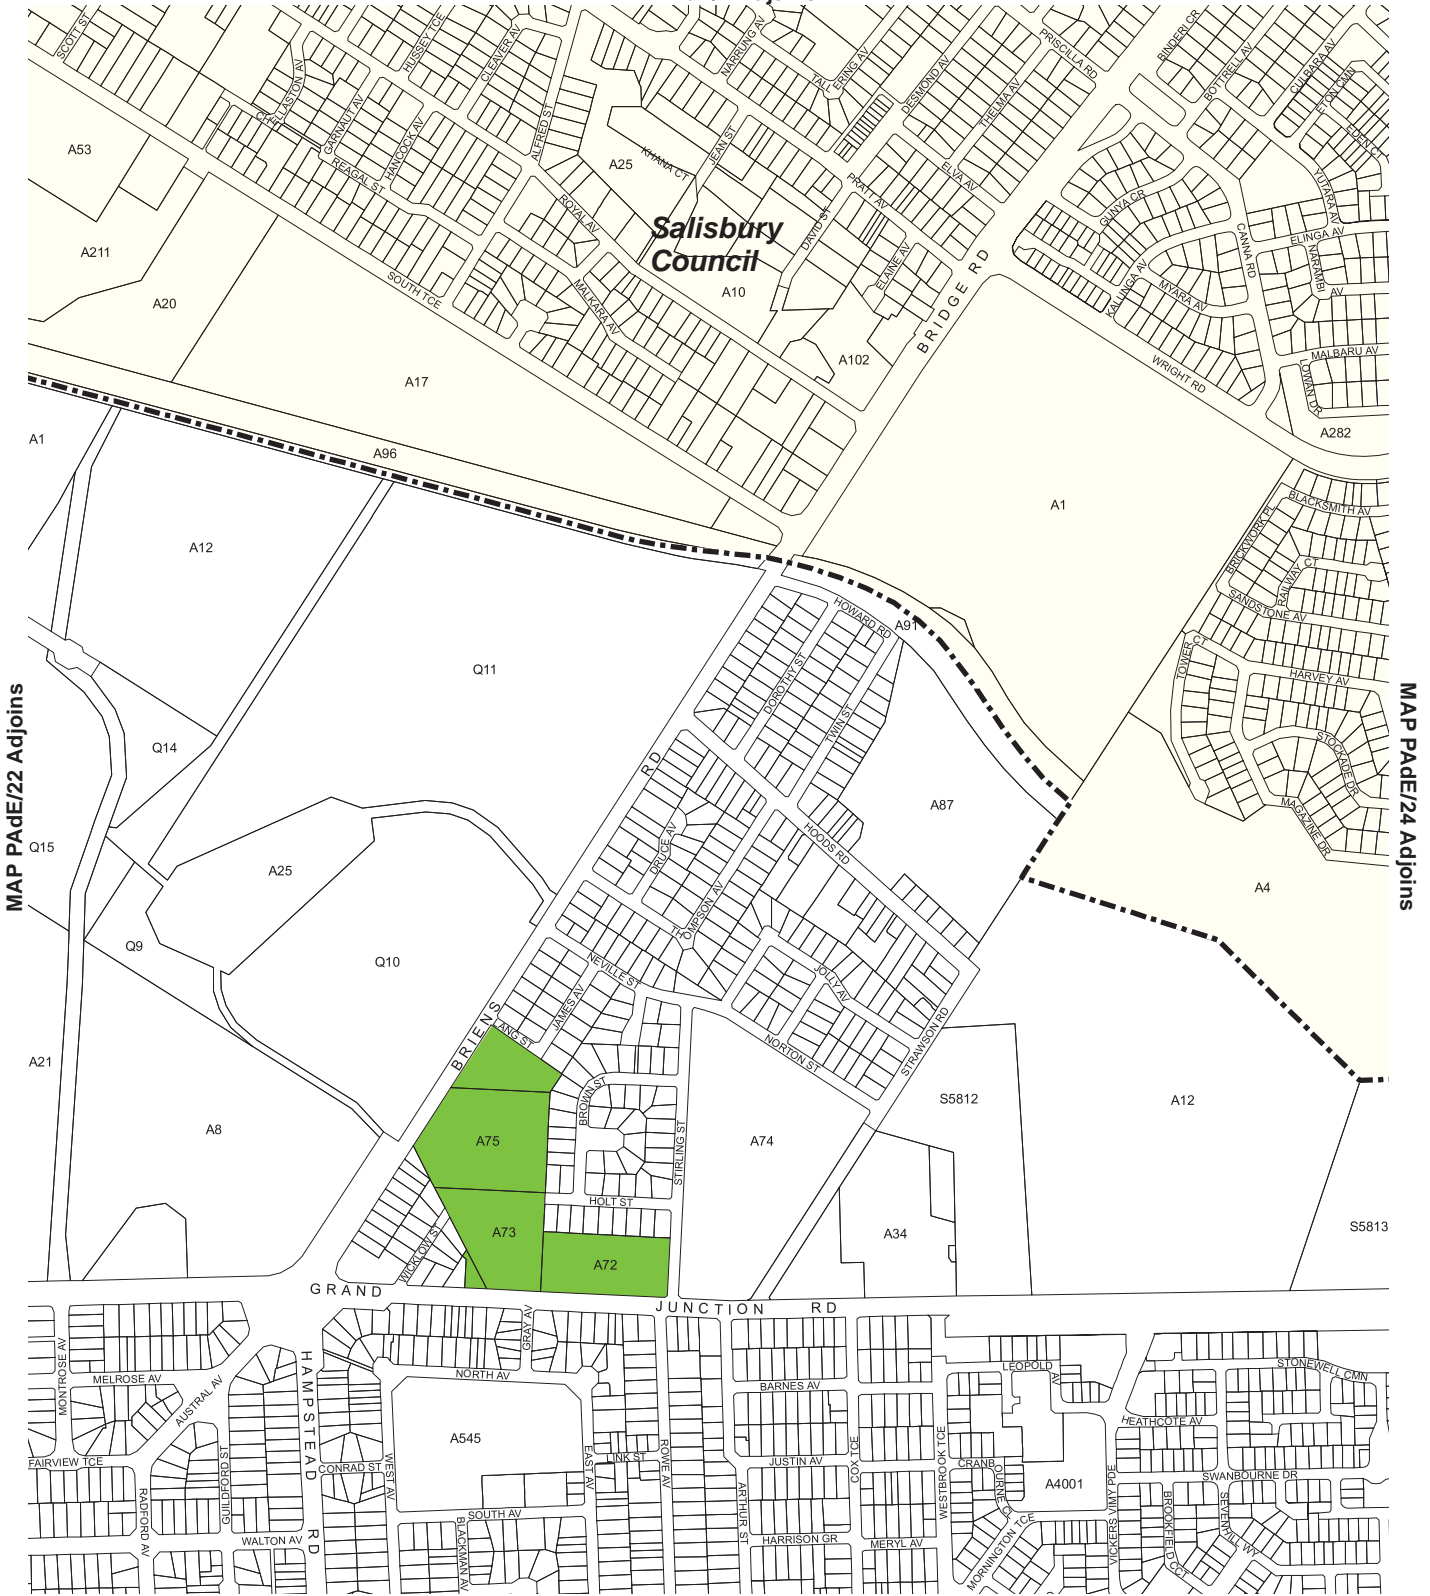 SCOTT ST
HUSSEY TCE
CLEAVER AV
NARRUNG AV
TALFERING AV
DESMOND AV
THELMA AV
PRISCILLA RD
BINDERI CR
BOTTRELL AV
CULBARA AV
ETON CMN
EDEN CT
GARNAUT AV
HANCOCK AV
REAGAL ST
ALFRED ST
A25
KHANA CT
JEAN ST
PRATT AV
ELVA AV
GUNYA CR
YUTARA AV
A53
ROYAL AV
Salisbury
Council
DAVID ST
ELAINE AV
CANNA RD
ELINGA AV
NARAMBI
AV
A211
A20
SOUTH TCE
MALKARA AV
A10
A102
BRIDGE RD
KALUNGA AV
MYARA AV
MALBARU AV
WRIGHT RD
LOWAN DR
A282
A17
A1
A96
A1
A12
BLACKSMITH AV
BRICKWORK PL
RAILWAY CT
SANDSTONE AV
TOWER CT
HARVEY AV
STOCKADE DR
MAGAZINE DR
HOWARD RD
A91
DOROTHY ST
TWIN ST
Q11
Q14
RD
A87
HOODS RD
DRUCE AV
MAP PAdE/22 Adjoins
MAP PAdE/24 Adjoins
Q15
A25
A4
Q9
Q10
NEVILLE ST
JAMES AV
LANG ST
JOLLY AV
NORTON ST
STRAWSON RD
BRIENS
A21
A8
A75
BROWN ST
STIRLING ST
A74
S5812
A12
HOLT ST
A73
A72
WICKLOW ST
A34
S5813
GRAND
JUNCTION RD
MONTROSE AV
MELROSE AV
AUSTRAL AV
HAMPSTEAD RD
GRAY AV
NORTH AV
BARNES AV
LEOPOLD
AV
STONEWELL CMN
HEATHCOTE AV
A545
FAIRVIEW TCE
GUILDFORD ST
CONRAD ST
WEST AV
EAST AV
LINK ST
ROWE AV
JUSTIN AV
COX TCE
WESTBROOK TCE
CRANBOURNE C
A4001
SWANBOURNE DR
RADFORD AV
SOUTH AV
BLACKMAN AV
ARTHUR ST
HARRISON GR
MERYL AV
MORNINGTON TCE
VICKERS VIMY PDE
BROOKFIELD CCT
SEVENHILL WY
WALTON AV